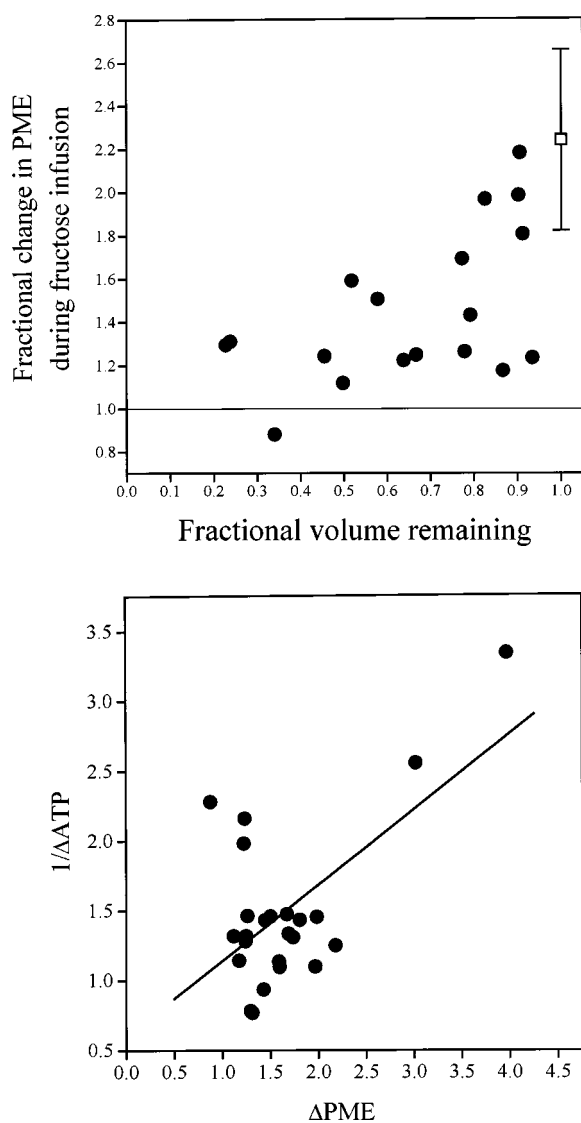 Fractional change in PME
during fructose infusion
2.8
2.6
2.4
2.2
2.0
1.8
1.6
1.4
1.2
1.0
0.8
0.0 0.1 0.2 0.3 0.4 0.5 0.6 0.7 0.8 0.9 1.0
Fractional volume remaining
1/ΔATP
3.5
3.0
2.5
2.0
1.5
1.0
0.5
0.0 0.5 1.0 1.5 2.0 2.5 3.0 3.5 4.0 4.5
ΔPME